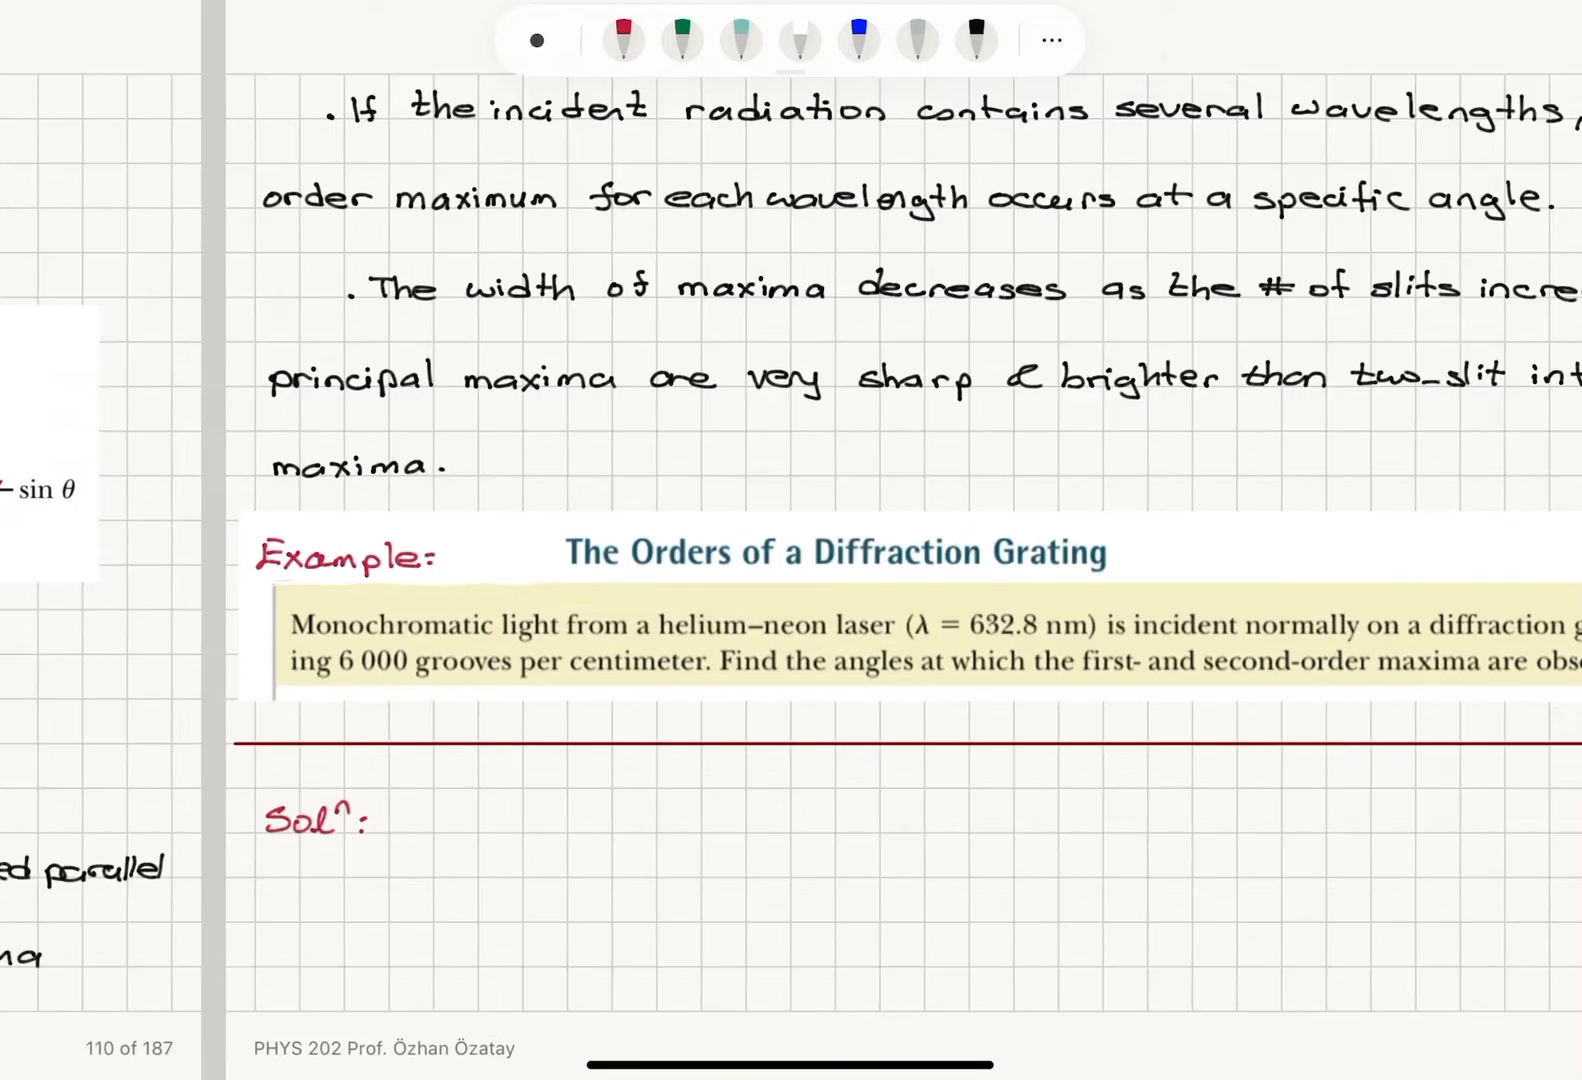 . If the incident radiation contains several wavelengths,
order maximum for each wavelength occurs at a specific angle.
. The width of maxima decreases as the # of slits incre
principal maxima are very sharp & brighter than two-slit int
maxima.
sin θ
Example: The Orders of a Diffraction Grating
Monochromatic light from a helium–neon laser (λ = 632.8 nm) is incident normally on a diffraction g
ing 6 000 grooves per centimeter. Find the angles at which the first- and second-order maxima are obs
Solⁿ:
ed parallel
na
110 of 187
PHYS 202 Prof. Özhan Özatay